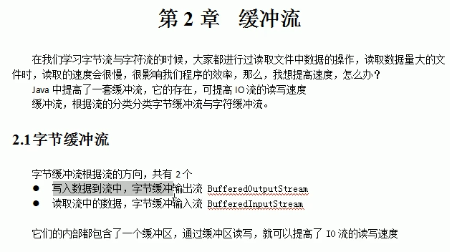 第 2 章 缓冲流
在我们学习字节流与字符流的时候，大家都进行过读取文件中数据的操作，读取数据量大的文
件时，读取的速度会很慢，很影响我们程序的效率，那么，我想提高速度，怎么办？
Java 中提高了一套缓冲流，它的存在，可提高 IO 流的读写速度
缓冲流，根据流的分类分类字节缓冲流与字符缓冲流。
2.1 字节缓冲流
字节缓冲流根据流的方向，共有 2 个
● 写入数据到流中，字节缓冲输出流 BufferedOutputStream
● 读取流中的数据，字节缓冲输入流 BufferedInputStream
它们的内部都包含了一个缓冲区，通过缓冲区读写，就可以提高了 IO 流的读写速度